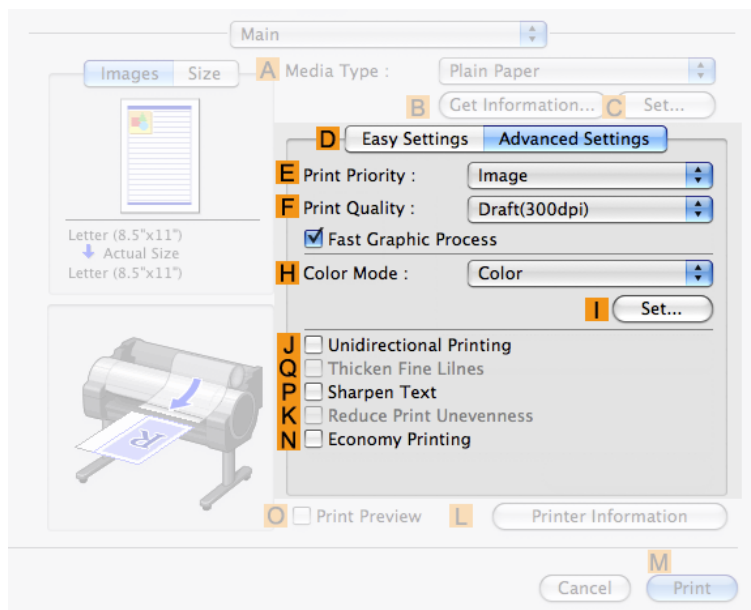 Main
Images Size
A Media Type : Plain Paper
B Get Information... C Set...
D Easy Settings Advanced Settings
E Print Priority : Image
F Print Quality : Draft(300dpi)
Fast Graphic Process
Letter (8.5"x11")
Actual Size
Letter (8.5"x11")
H Color Mode : Color
I Set...
J Unidirectional Printing
Q Thicken Fine Lilnes
P Sharpen Text
K Reduce Print Unevenness
N Economy Printing
R
O Print Preview L Printer Information
M
Cancel Print